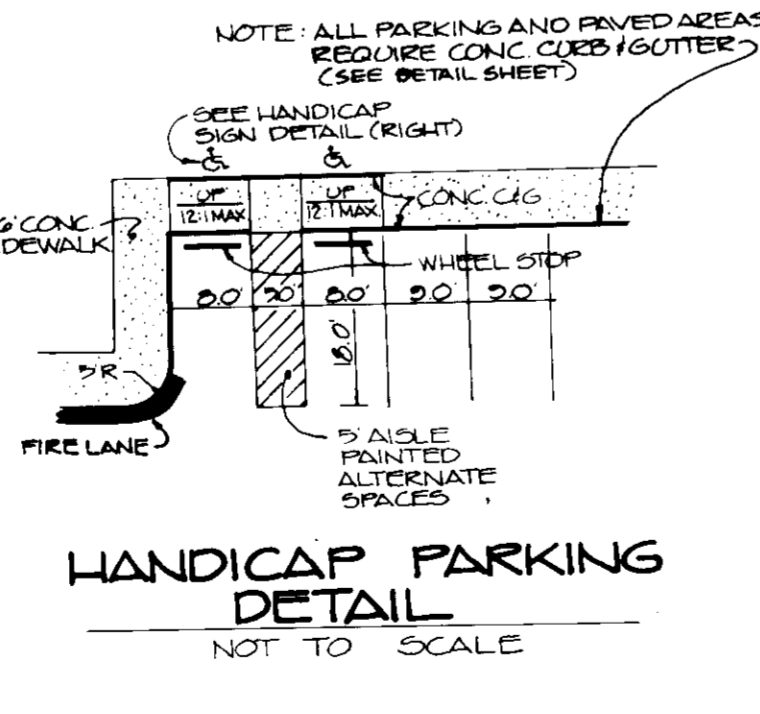 NOTE: ALL PARKING AND PAVED AREAS
REQUIRE CONC. CURB & GUTTER
(SEE DETAIL SHEET)
SEE HANDICAP
SIGN DETAIL (RIGHT)
UP
12:1 MAX
UP
12:1 MAX.
CONC. C&G
6' CONC.
DEWALK
WHEEL STOP
8.0'
5.0'
8.0'
9.0'
9.0'
18.0'
5'R
FIRE LANE
5' AISLE
PAINTED
ALTERNATE
SPACES
HANDICAP PARKING
DETAIL
NOT TO SCALE